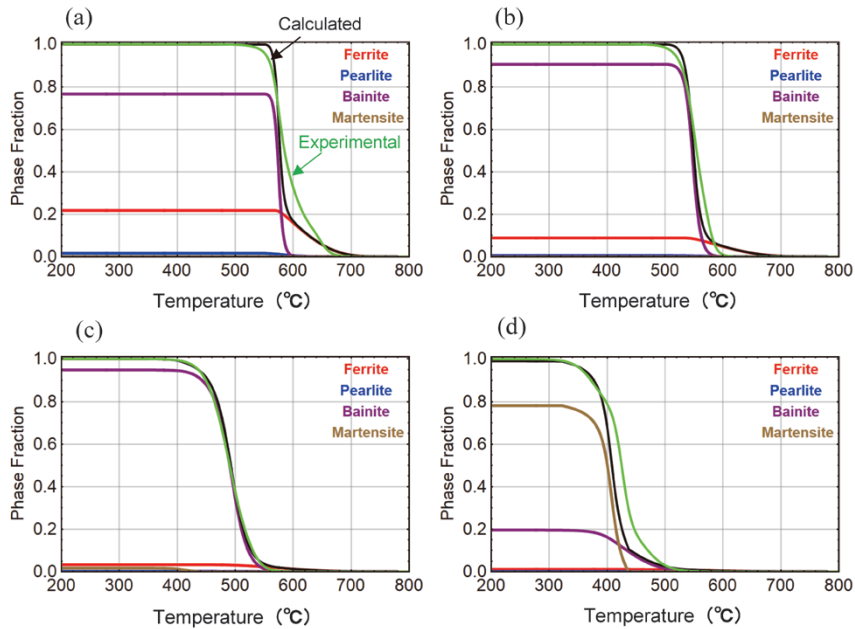 (a)
Calculated
1.0
0.8
0.6
0.4
0.2
0.0
Phase Fraction
Ferrite
Pearlite
Bainite
Martensite
Experimental
200 300 400 500 600 700 800
Temperature (℃)
(b)
1.0
0.8
0.6
0.4
0.2
0.0
Phase Fraction
Ferrite
Pearlite
Bainite
Martensite
200 300 400 500 600 700 800
Temperature (℃)
(c)
1.0
0.8
0.6
0.4
0.2
0.0
Phase Fraction
Ferrite
Pearlite
Bainite
Martensite
200 300 400 500 600 700 800
Temperature (℃)
(d)
1.0
0.8
0.6
0.4
0.2
0.0
Phase Fraction
Ferrite
Pearlite
Bainite
Martensite
200 300 400 500 600 700 800
Temperature (℃)